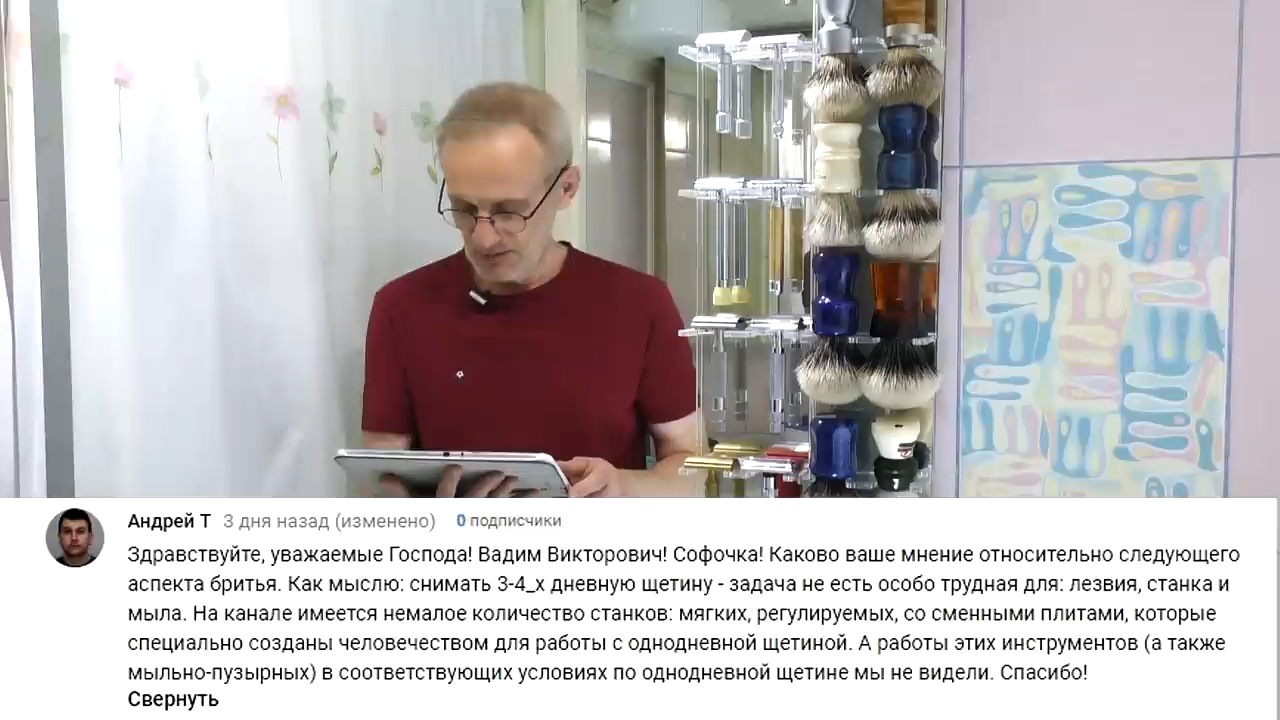 Андрей Т 3 дня назад (изменено) 0 подписчики
Здравствуйте, уважаемые Господа! Вадим Викторович! Софочка! Каково ваше мнение относительно следующего
аспекта бритья. Как мыслю: снимать 3-4_х дневную щетину - задача не есть особо трудная для: лезвия, станка и
мыла. На канале имеется немалое количество станков: мягких, регулируемых, со сменными плитами, которые
специально созданы человечеством для работы с однодневной щетиной. А работы этих инструментов (а также
мыльно-пузырных) в соответствующих условиях по однодневной щетине мы не видели. Спасибо!
Свернуть